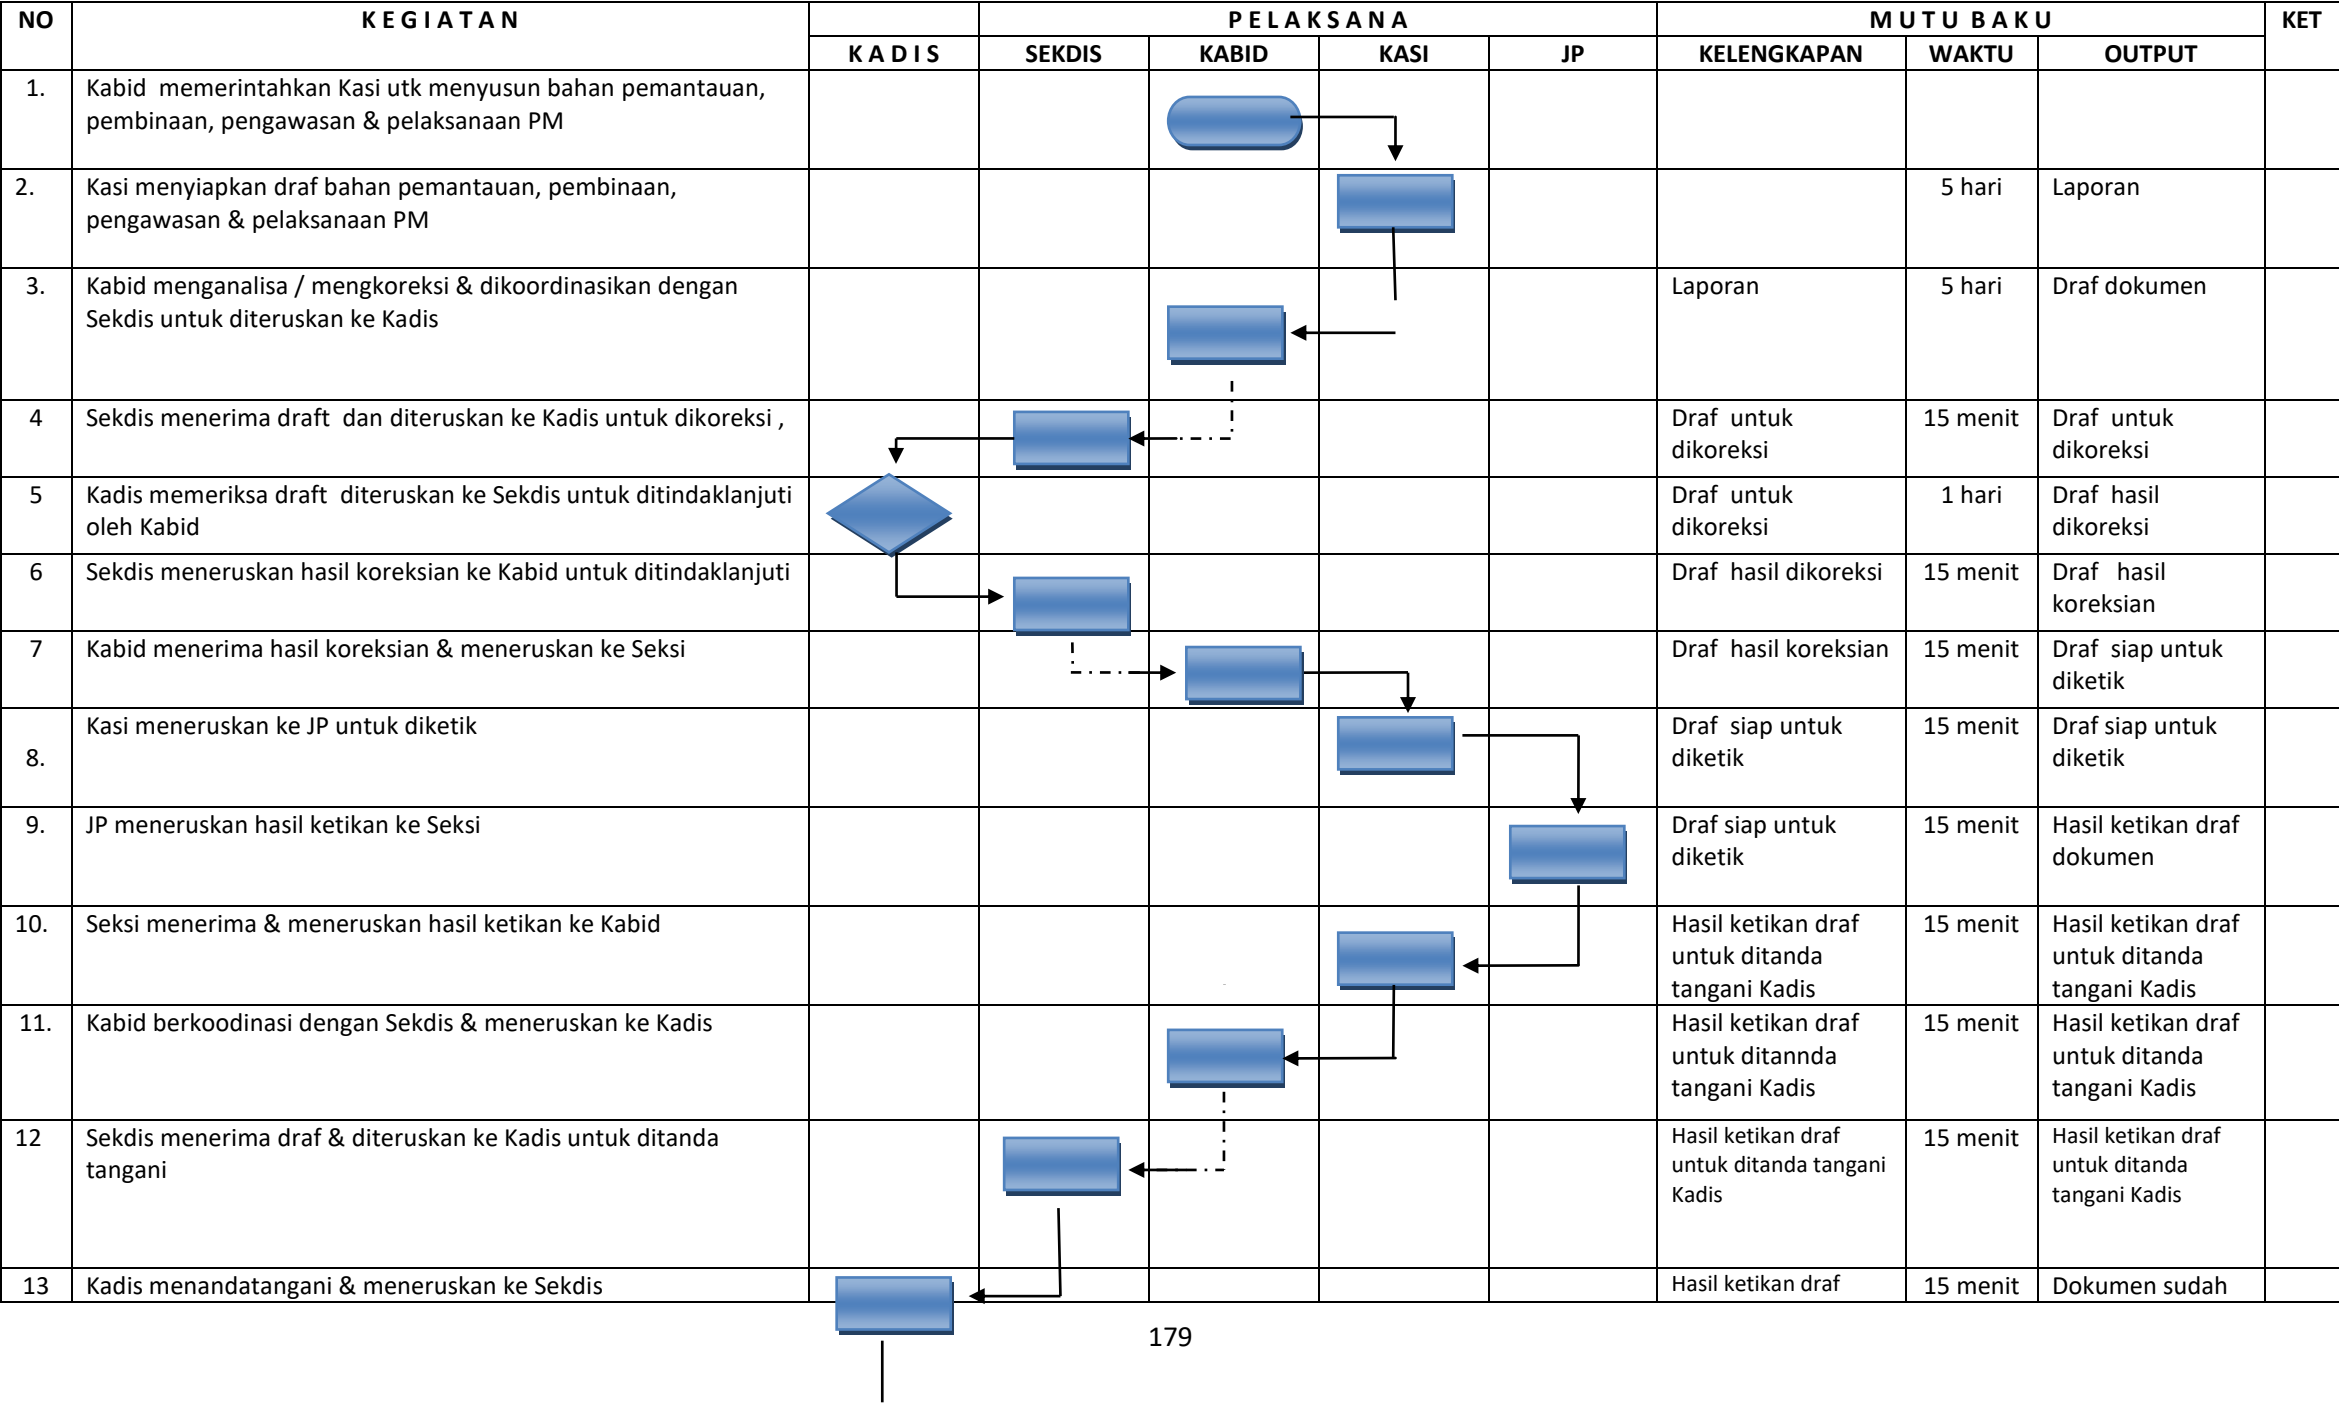 NO K E G I A T A N P E L A K S A N A M U T U B A K U KET
K A D I S SEKDIS KABID KASI JP KELENGKAPAN WAKTU OUTPUT
1. Kabid memerintahkan Kasi utk menyusun bahan pemantauan,
pembinaan, pengawasan & pelaksanaan PM
2. Kasi menyiapkan draf bahan pemantauan, pembinaan, 5 hari Laporan
pengawasan & pelaksanaan PM
3. Kabid menganalisa / mengkoreksi & dikoordinasikan dengan Laporan 5 hari Draf dokumen
Sekdis untuk diteruskan ke Kadis
4 Sekdis menerima draft dan diteruskan ke Kadis untuk dikoreksi , Draf untuk 15 menit Draf untuk
dikoreksi dikoreksi
5 Kadis memeriksa draft diteruskan ke Sekdis untuk ditindaklanjuti Draf untuk 1 hari Draf hasil
oleh Kabid dikoreksi dikoreksi
6 Sekdis meneruskan hasil koreksian ke Kabid untuk ditindaklanjuti Draf hasil dikoreksi 15 menit Draf hasil
koreksian
7 Kabid menerima hasil koreksian & meneruskan ke Seksi Draf hasil koreksian 15 menit Draf siap untuk
diketik
8. Kasi meneruskan ke JP untuk diketik Draf siap untuk 15 menit Draf siap untuk
diketik diketik
9. JP meneruskan hasil ketikan ke Seksi Draf siap untuk 15 menit Hasil ketikan draf
diketik dokumen
10. Seksi menerima & meneruskan hasil ketikan ke Kabid Hasil ketikan draf 15 menit Hasil ketikan draf
untuk ditanda untuk ditanda
tangani Kadis tangani Kadis
11. Kabid berkoodinasi dengan Sekdis & meneruskan ke Kadis Hasil ketikan draf 15 menit Hasil ketikan draf
untuk ditannda untuk ditanda
tangani Kadis tangani Kadis
12 Sekdis menerima draf & diteruskan ke Kadis untuk ditanda Hasil ketikan draf 15 menit Hasil ketikan draf
tangani untuk ditanda tangani untuk ditanda
Kadis tangani Kadis
13 Kadis menandatangani & meneruskan ke Sekdis Hasil ketikan draf 15 menit Dokumen sudah
179